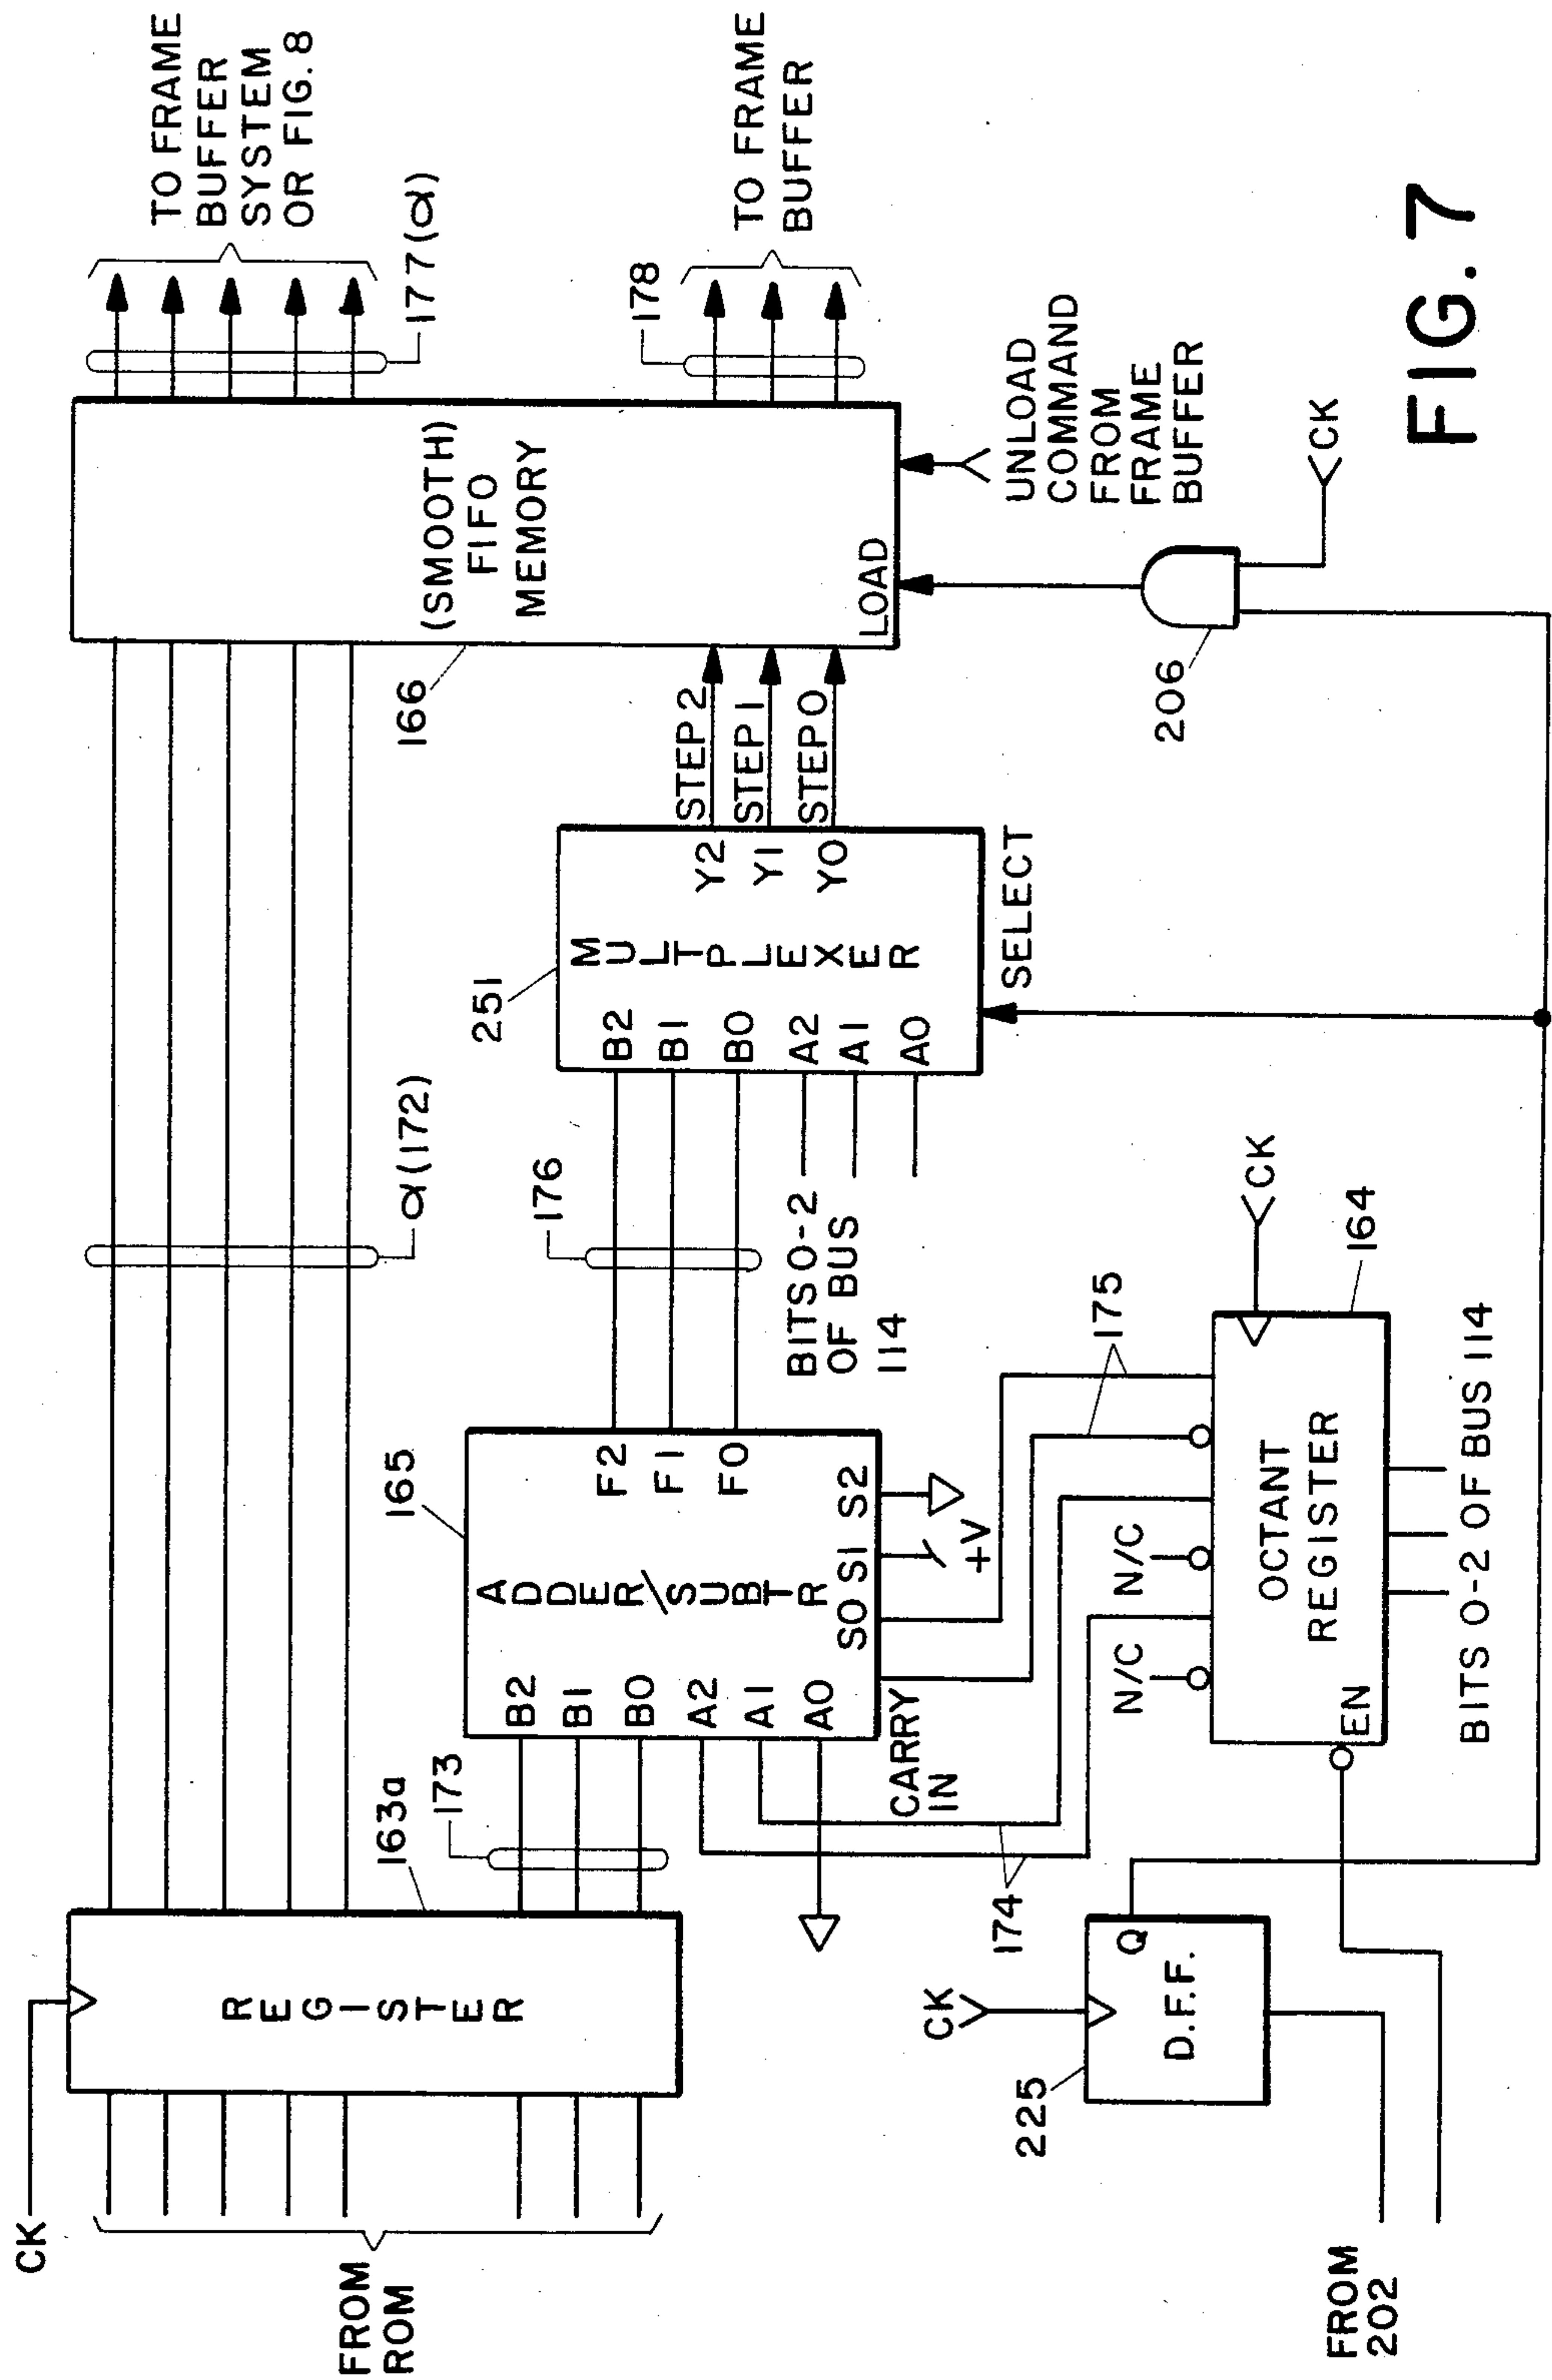 CK
FROM
ROM
REGISTER
163a
173
α(172)
166
(SMOOTH)
FIFO
MEMORY
LOAD
177(α)
TO FRAME
BUFFER
SYSTEM
OR FIG. 8
178
TO FRAME
BUFFER
UNLOAD
COMMAND
FROM
FRAME
BUFFER
165
ADDER/SUBTR
B2
B1
B0
A2
A1
A0
F2
F1
F0
S0
S1
S2
CARRY
IN
+V
176
251
MULTPLEXER
B2
B1
B0
A2
A1
A0
Y2
Y1
Y0
STEP 2
STEP 1
STEP 0
SELECT
BITS 0-2
OF BUS
114
174
175
N/C
N/C
OCTANT
REGISTER
EN
CK
164
BITS 0-2 OF BUS 114
CK
225
D.F.F.
Q
FROM
202
206
CK
FIG. 7